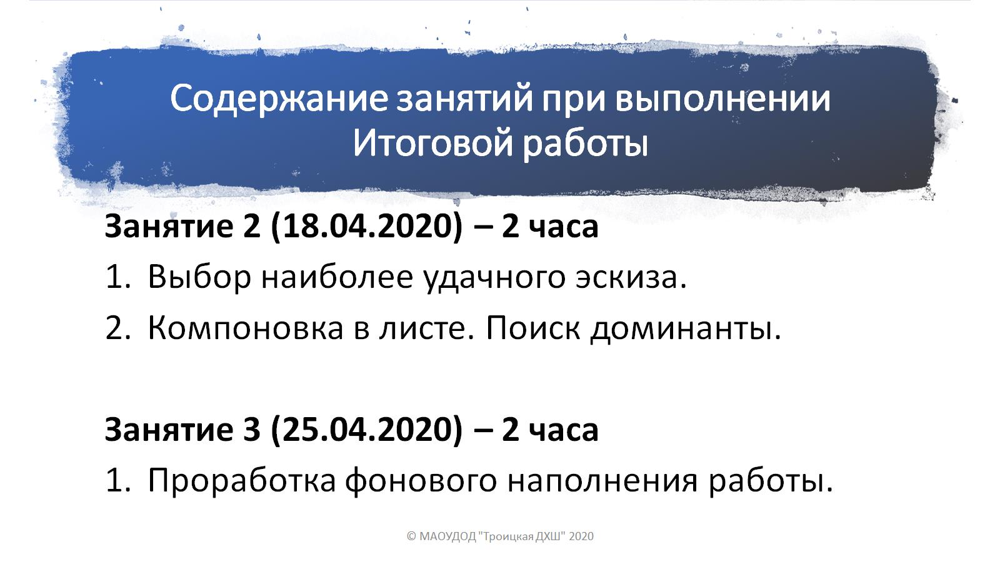 Содержание занятий при выполнении
Итоговой работы
Занятие 2 (18.04.2020) – 2 часа
1. Выбор наиболее удачного эскиза.
2. Компоновка в листе. Поиск доминанты.
Занятие 3 (25.04.2020) – 2 часа
1. Проработка фонового наполнения работы.
© МАОУДОД "Троицкая ДХШ" 2020